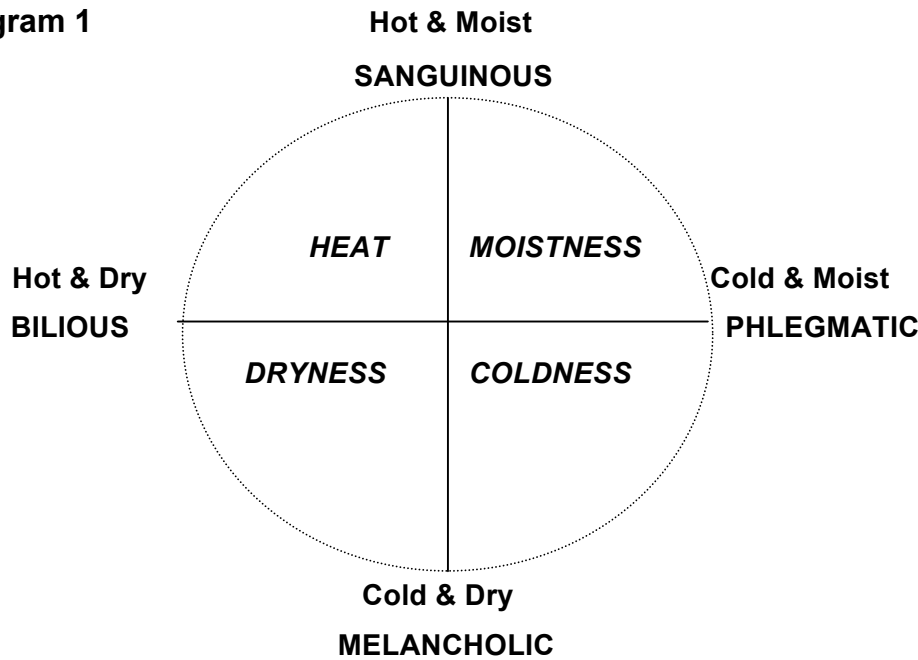 gram 1
Hot & Moist
SANGUINOUS
HEAT
MOISTNESS
Hot & Dry
BILIOUS
Cold & Moist
PHLEGMATIC
DRYNESS
COLDNESS
Cold & Dry
MELANCHOLIC